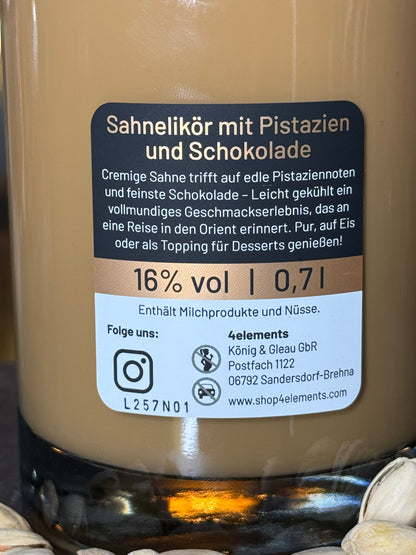 Sahnelikör mit Pistazien
und Schokolade
Cremige Sahne trifft auf edle Pistaziennoten
und feinste Schokolade – Leicht gekühlt ein
vollmundiges Geschmackserlebnis, das an
eine Reise in den Orient erinnert. Pur, auf Eis
oder als Topping für Desserts genießen!
16% vol | 0,7 l
Enthält Milchprodukte und Nüsse.
Folge uns:
L257N01
4elements
König & Gleau GbR
Postfach 1122
06792 Sandersdorf-Brehna
www.shop4elements.com